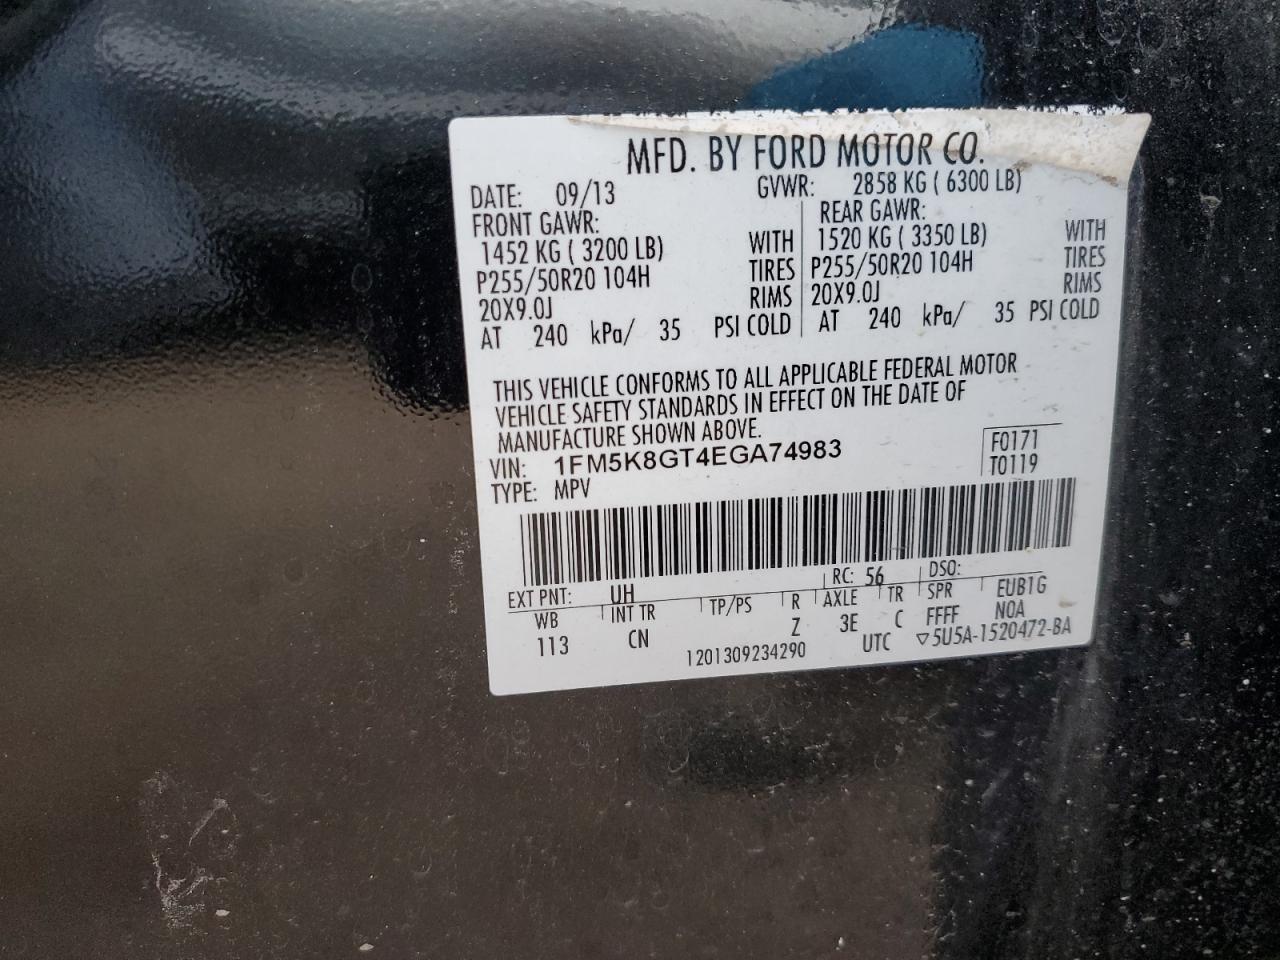 MFD. BY FORD MOTOR CO.
DATE: 09/13 GVWR: 2858 KG ( 6300 LB)
FRONT GAWR: REAR GAWR:
1452 KG ( 3200 LB) WITH 1520 KG ( 3350 LB) WITH
P255/50R20 104H TIRES P255/50R20 104H TIRES
20X9.0J RIMS 20X9.0J RIMS
AT 240 kPa/ 35 PSI COLD AT 240 kPa/ 35 PSI COLD
THIS VEHICLE CONFORMS TO ALL APPLICABLE FEDERAL MOTOR
VEHICLE SAFETY STANDARDS IN EFFECT ON THE DATE OF
MANUFACTURE SHOWN ABOVE.
VIN: 1FM5K8GT4EGA74983 F0171
TYPE: MPV T0119
EXT PNT: UH RC: 56 DSO:
WB INT TR TP/PS R AXLE TR SPR EUB1G
113 CN Z 3E C FFFF N0A
1201309234290 UTC ▽5U5A-1520472-BA